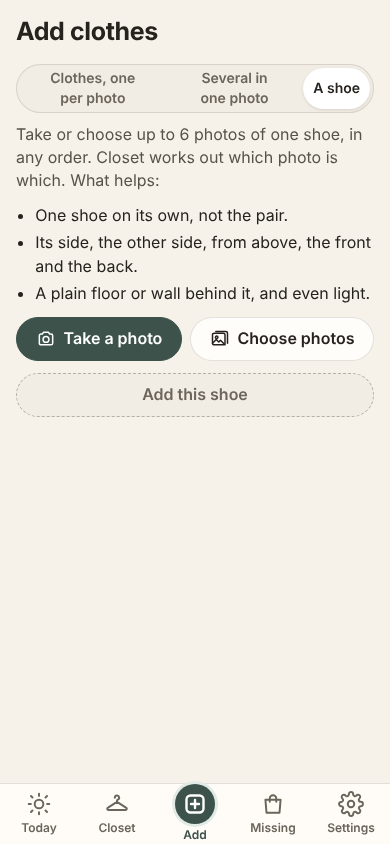 Add clothes
Clothes, one
per photo
Several in
one photo
A shoe
Take or choose up to 6 photos of one shoe, in
any order. Closet works out which photo is
which. What helps:
• One shoe on its own, not the pair.
• Its side, the other side, from above, the front
and the back.
• A plain floor or wall behind it, and even light.
Take a photo
Choose photos
Add this shoe
Today
Closet
Add
Missing
Settings